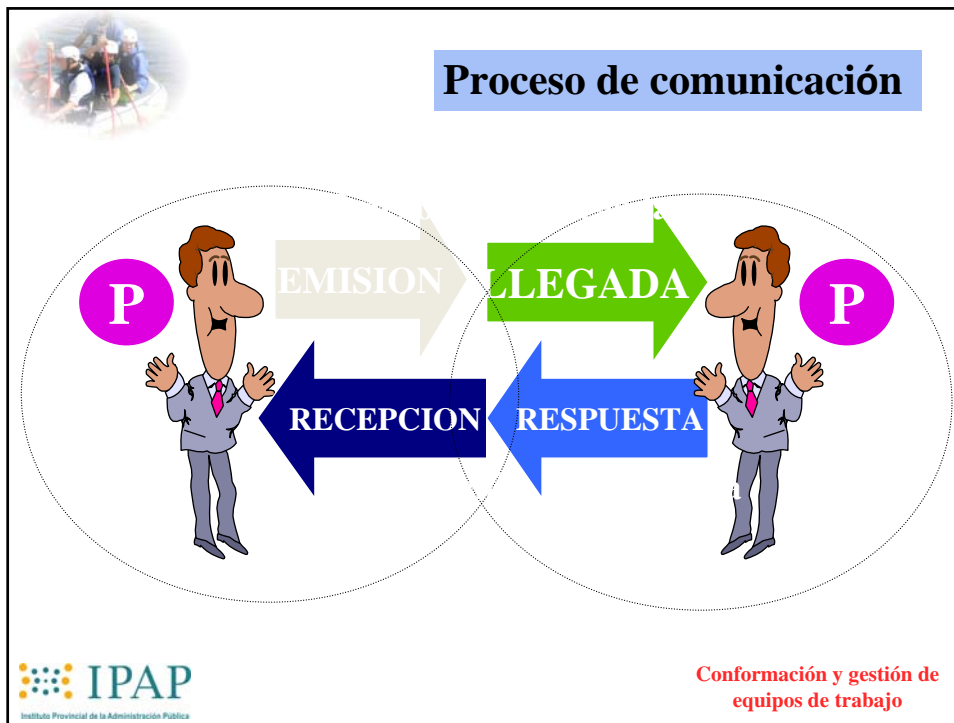 Proceso de comunicación
EMISION
LLEGADA
P
P
RECEPCION
RESPUESTA
IPAP
Instituto Provincial de la Administración Pública
Conformación y gestión de
equipos de trabajo